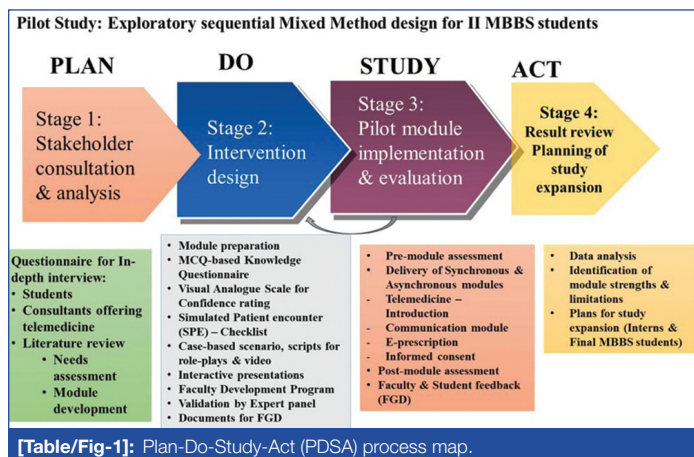 Pilot Study: Exploratory sequential Mixed Method design for II MBBS students
PLAN
DO
STUDY
ACT
Stage 1:
Stakeholder
consultation
& analysis
Stage 2:
Intervention
design
Stage 3:
Pilot module
implementation
& evaluation
Stage 4:
Result review
Planning of
study
expansion
Questionnaire for In-
depth interview:
• Students
• Consultants offering
telemedicine
• Literature review
• Needs
assessment
• Module
development
• Module preparation
• MCQ-based Knowledge
Questionnaire
• Visual Analogue Scale for
Confidence rating
• Simulated Patient encounter
(SPE) – Checklist
• Case-based scenario, scripts for
role-plays & video
• Interactive presentations
• Faculty Development Program
• Validation by Expert panel
• Documents for FGD
• Pre-module assessment
• Delivery of Synchronous &
Asynchronous modules
- Telemedicine –
Introduction
- Communication module
- E-prescription
- Informed consent
• Post-module assessment
• Faculty & Student feedback
(FGD)
• Data analysis
• Identification of
module strengths &
limitations
• Plans for study
expansion (Interns &
Final MBBS students)
[Table/Fig-1]: Plan-Do-Study-Act (PDSA) process map.